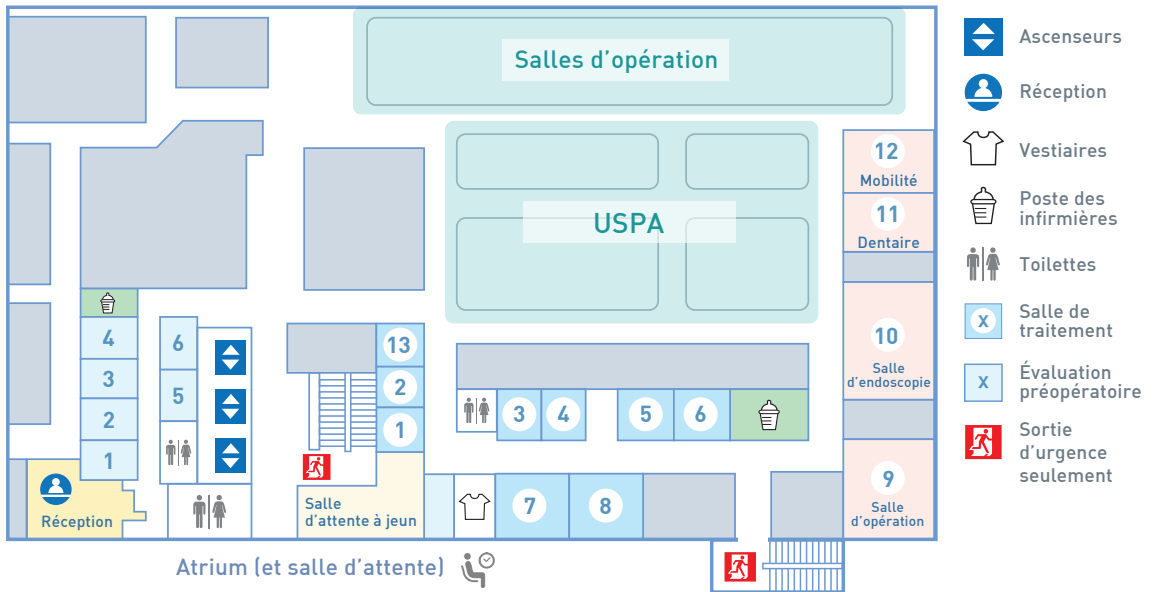 Salles d'opération
USPA
12
Mobilité
11
Dentaire
10
Salle
d'endoscopie
9
Salle
d'opération
4
3
2
1
6
5
13
2
1
3
4
5
6
7
8
Réception
Salle
d'attente à jeun
Atrium (et salle d'attente)
Ascenseurs
Réception
Vestiaires
Poste des
infirmières
Toilettes
X
Salle de
traitement
X
Évaluation
préopératoire
Sortie
d'urgence
seulement